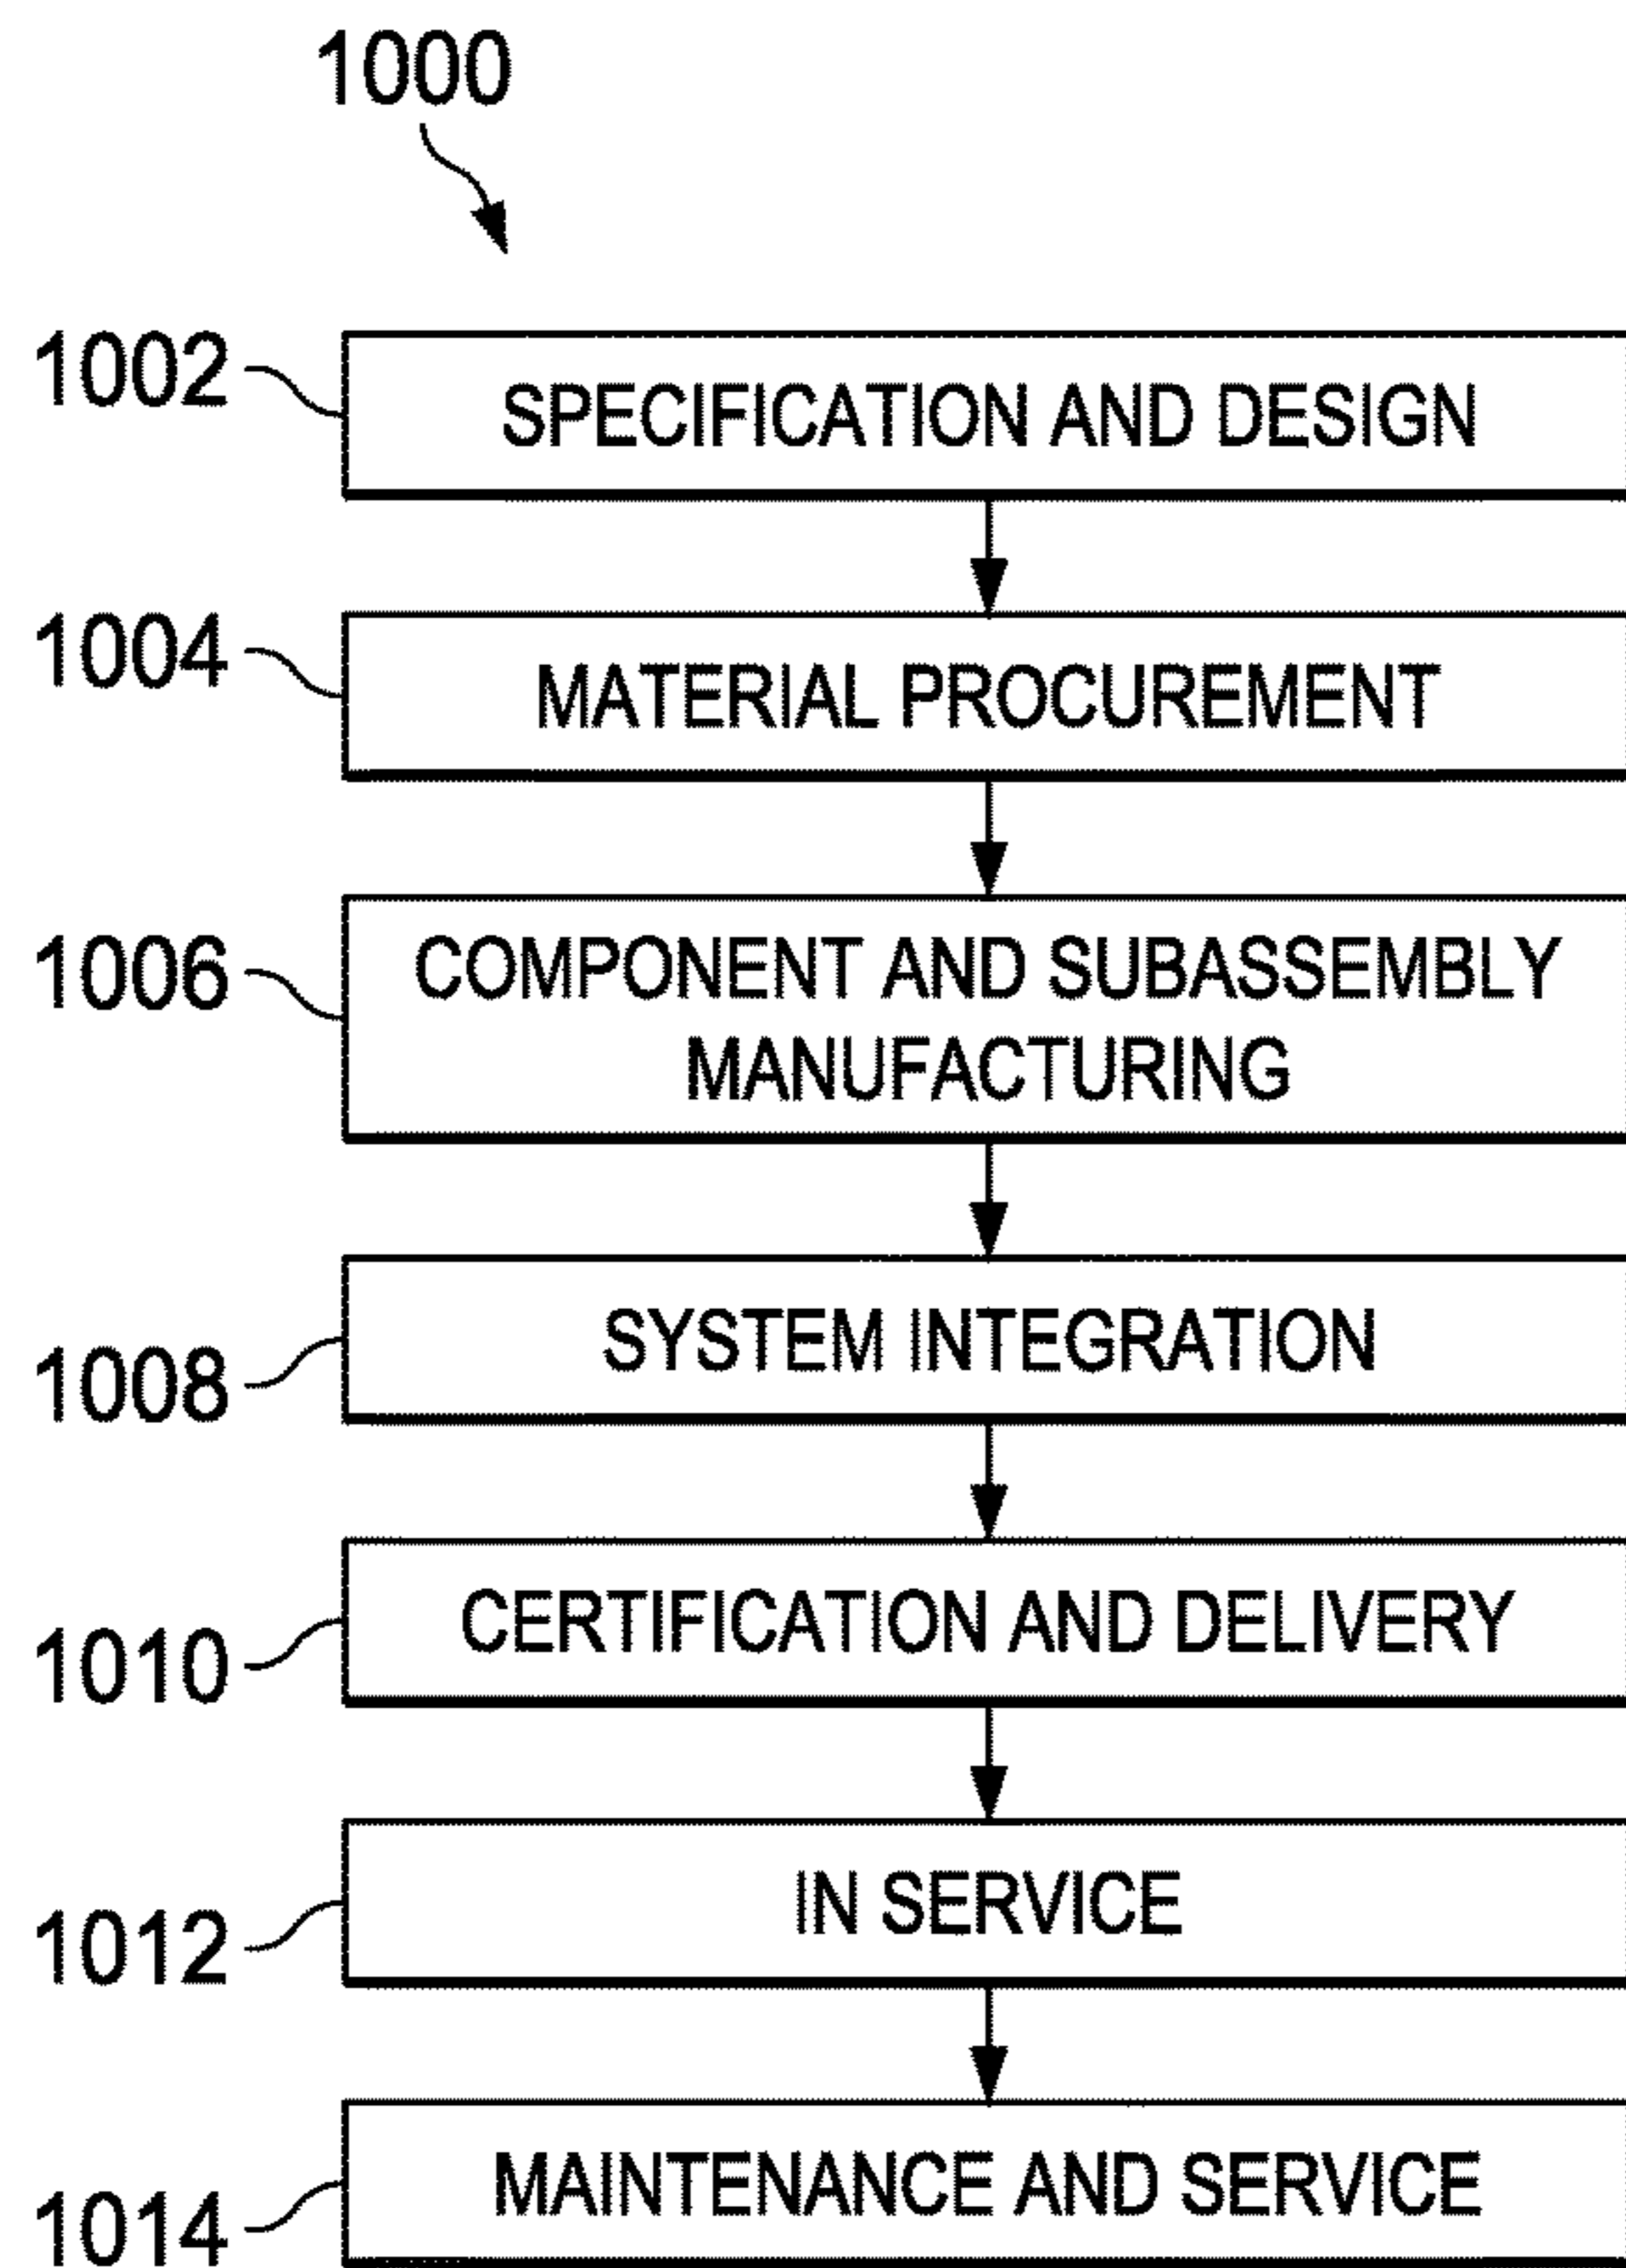 1000
1002
SPECIFICATION AND DESIGN
1004
MATERIAL PROCUREMENT
1006
COMPONENT AND SUBASSEMBLY
MANUFACTURING
1008
SYSTEM INTEGRATION
1010
CERTIFICATION AND DELIVERY
1012
IN SERVICE
1014
MAINTENANCE AND SERVICE